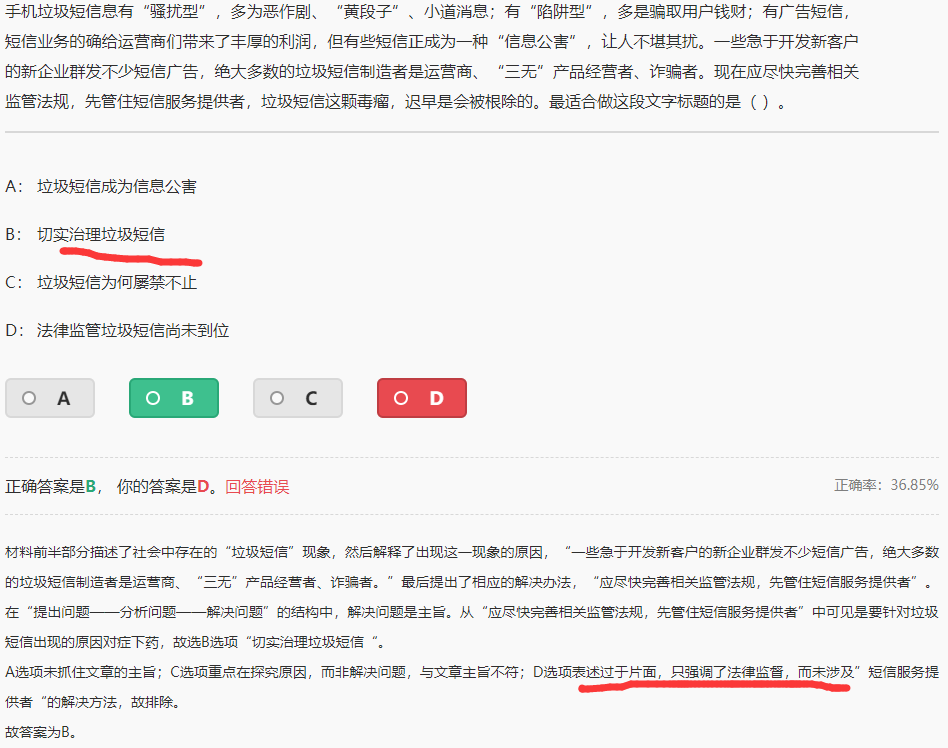 手机垃圾短信息有“骚扰型”，多为恶作剧、“黄段子”、小道消息；有“陷阱型”，多是骗取用户钱财；有广告短信，
短信业务的确给运营商们带来了丰厚的利润，但有些短信正成为一种“信息公害”，让人不堪其扰。一些急于开发新客户
的新企业群发不少短信广告，绝大多数的垃圾短信制造者是运营商、“三无”产品经营者、诈骗者。现在应尽快完善相关
监管法规，先管住短信服务提供者，垃圾短信这颗毒瘤，迟早是会被根除的。最适合做这段文字标题的是（ ）。
A： 垃圾短信成为信息公害
B： 切实治理垃圾短信
C： 垃圾短信为何屡禁不止
D： 法律监管垃圾短信尚未到位
A B C D
正确答案是B， 你的答案是D。回答错误 正确率：36.85%
材料前半部分描述了社会中存在的“垃圾短信”现象，然后解释了出现这一现象的原因，“一些急于开发新客户的新企业群发不少短信广告，绝大多数
的垃圾短信制造者是运营商、“三无”产品经营者、诈骗者。”最后提出了相应的解决办法，“应尽快完善相关监管法规，先管住短信服务提供者”。
在“提出问题——分析问题——解决问题”的结构中，解决问题是主旨。从“应尽快完善相关监管法规，先管住短信服务提供者”中可见是要针对垃圾
短信出现的原因对症下药，故选B选项“切实治理垃圾短信“。
A选项未抓住文章的主旨；C选项重点在探究原因，而非解决问题，与文章主旨不符；D选项表述过于片面，只强调了法律监督，而未涉及”短信服务提
供者“的解决方法，故排除。
故答案为B。